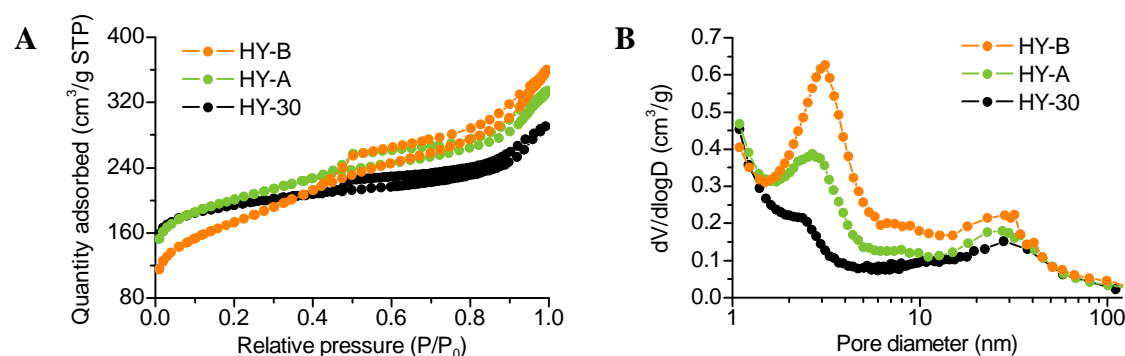 A
Quantity adsorbed (cm³/g STP)
400
320
240
160
80
HY-B
HY-A
HY-30
0.0 0.2 0.4 0.6 0.8 1.0
Relative pressure (P/P₀)
B
dV/dlogD (cm³/g)
0.7
0.6
0.5
0.4
0.3
0.2
0.1
0.0
HY-B
HY-A
HY-30
1 10 100
Pore diameter (nm)